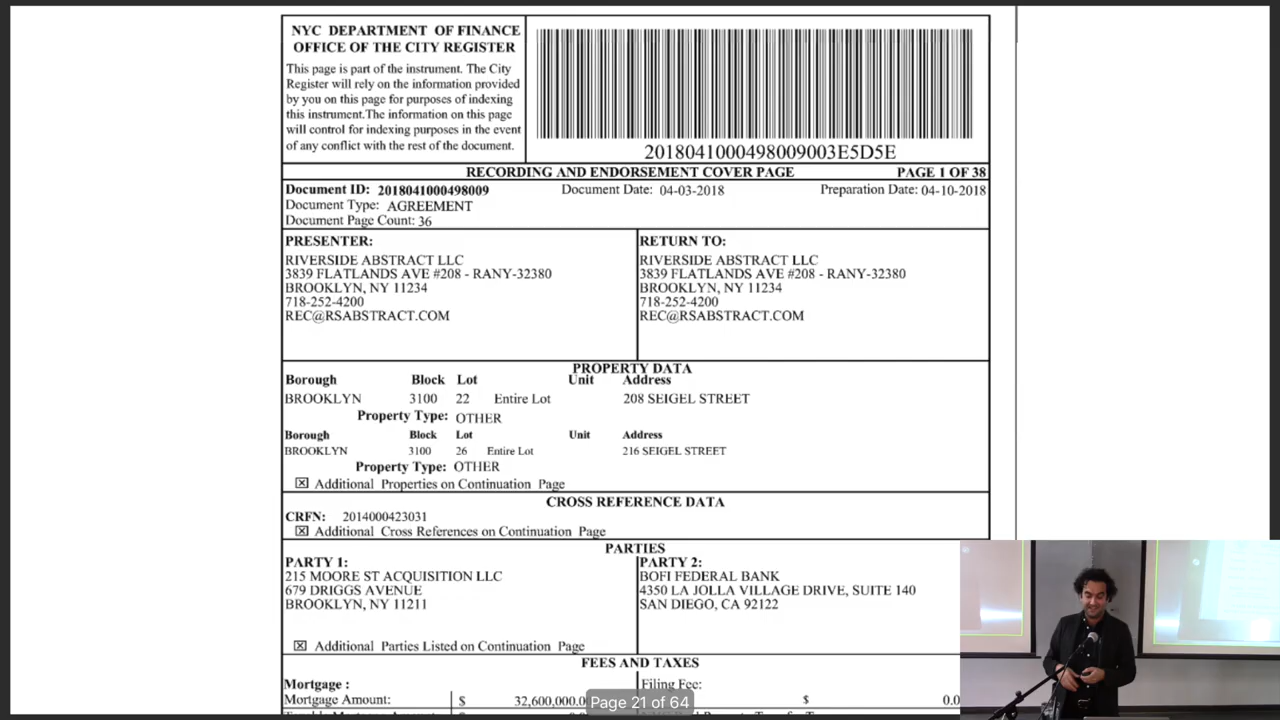 NYC DEPARTMENT OF FINANCE
OFFICE OF THE CITY REGISTER
This page is part of the instrument. The City
Register will rely on the information provided
by you on this page for purposes of indexing
this instrument.The information on this page
will control for indexing purposes in the event
of any conflict with the rest of the document.
2018041000498009003E5D5E
RECORDING AND ENDORSEMENT COVER PAGE PAGE 1 OF 38
Document ID: 2018041000498009 Document Date: 04-03-2018 Preparation Date: 04-10-2018
Document Type: AGREEMENT
Document Page Count: 36
PRESENTER:
RIVERSIDE ABSTRACT LLC
3839 FLATLANDS AVE #208 - RANY-32380
BROOKLYN, NY 11234
718-252-4200
REC@RSABSTRACT.COM
RETURN TO:
RIVERSIDE ABSTRACT LLC
3839 FLATLANDS AVE #208 - RANY-32380
BROOKLYN, NY 11234
718-252-4200
REC@RSABSTRACT.COM
PROPERTY DATA
Borough Block Lot Unit Address
BROOKLYN 3100 22 Entire Lot 208 SEIGEL STREET
Property Type: OTHER
Borough Block Lot Unit Address
BROOKLYN 3100 26 Entire Lot 216 SEIGEL STREET
Property Type: OTHER
☒ Additional Properties on Continuation Page
CROSS REFERENCE DATA
CRFN: 2014000423031
☒ Additional Cross References on Continuation Page
PARTIES
PARTY 1:
215 MOORE ST ACQUISITION LLC
679 DRIGGS AVENUE
BROOKLYN, NY 11211
☒ Additional Parties Listed on Continuation Page
PARTY 2:
BOFI FEDERAL BANK
4350 LA JOLLA VILLAGE DRIVE, SUITE 140
SAN DIEGO, CA 92122
FEES AND TAXES
Mortgage :
Mortgage Amount: $ 32,600,000.0
Filing Fee:
$ 0.0
Page 21 of 64